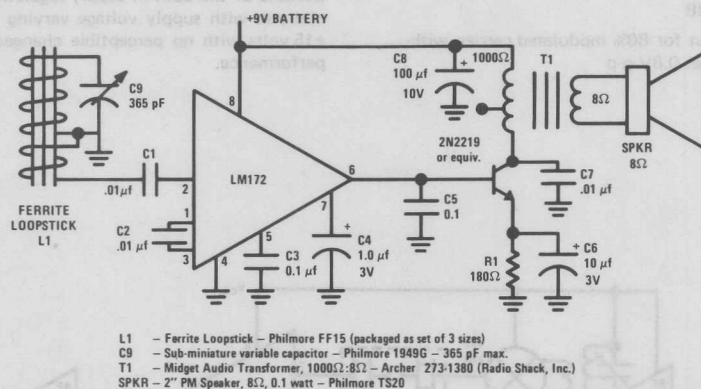 +9V BATTERY
C9
365 pF
C8
100 µf
10V
+
1000Ω
T1
8Ω
SPKR
8Ω
C1
.01µf
8
2
LM172
6
7
2N2219
or equiv.
C7
.01 µf
FERRITE
LOOPSTICK
L1
C2
.01 µf
1
3
4
5
C3
0.1 µf
+
C4
1.0 µf
3V
C5
0.1
R1
180Ω
+
C6
10 µf
3V
L1 – Ferrite Loopstick – Philmore FF15 (packaged as set of 3 sizes)
C9 – Sub-miniature variable capacitor – Philmore 1949G – 365 pF max.
T1 – Midget Audio Transformer, 1000Ω:8Ω – Archer 273-1380 (Radio Shack, Inc.)
SPKR – 2" PM Speaker, 8Ω, 0.1 watt – Philmore TS20